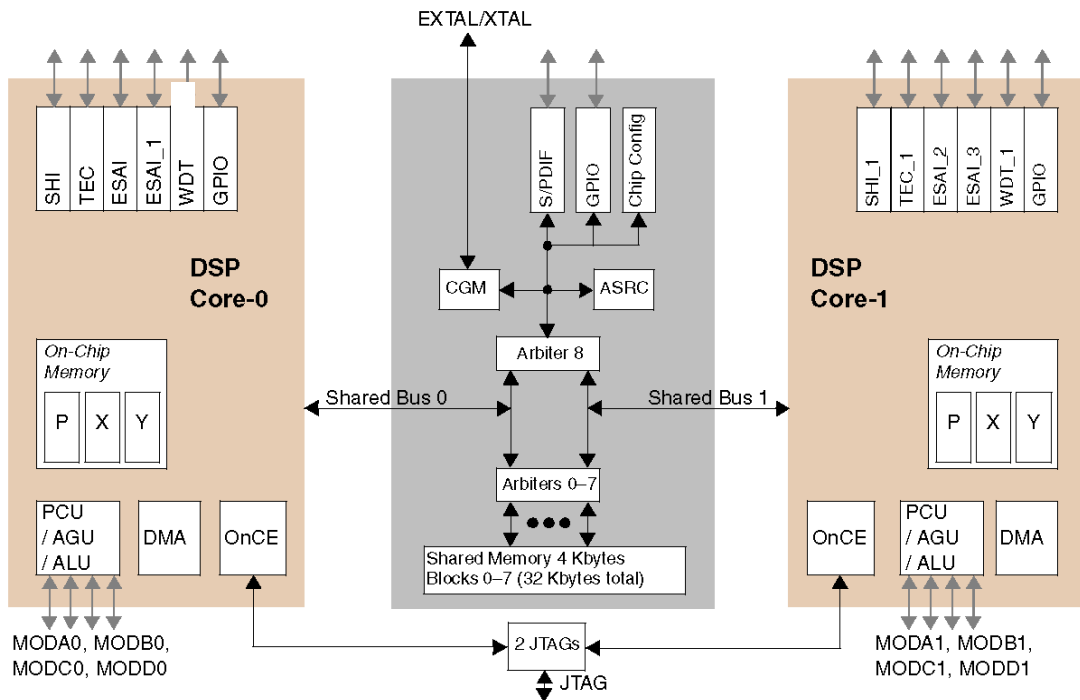 EXTAL/XTAL
SHI
TEC
ESAI
ESAI_1
WDT
GPIO
S/PDIF
GPIO
Chip Config
SHI_1
TEC_1
ESAI_2
ESAI_3
WDT_1
GPIO
DSP
Core-0
CGM
ASRC
DSP
Core-1
Arbiter 8
On-Chip
Memory
P X Y
Shared Bus 0
Shared Bus 1
On-Chip
Memory
P X Y
Arbiters 0–7
PCU
/ AGU
/ ALU
DMA
OnCE
Shared Memory 4 Kbytes
Blocks 0–7 (32 Kbytes total)
OnCE
PCU
/ AGU
/ ALU
DMA
MODA0, MODB0,
MODC0, MODD0
2 JTAGs
JTAG
MODA1, MODB1,
MODC1, MODD1